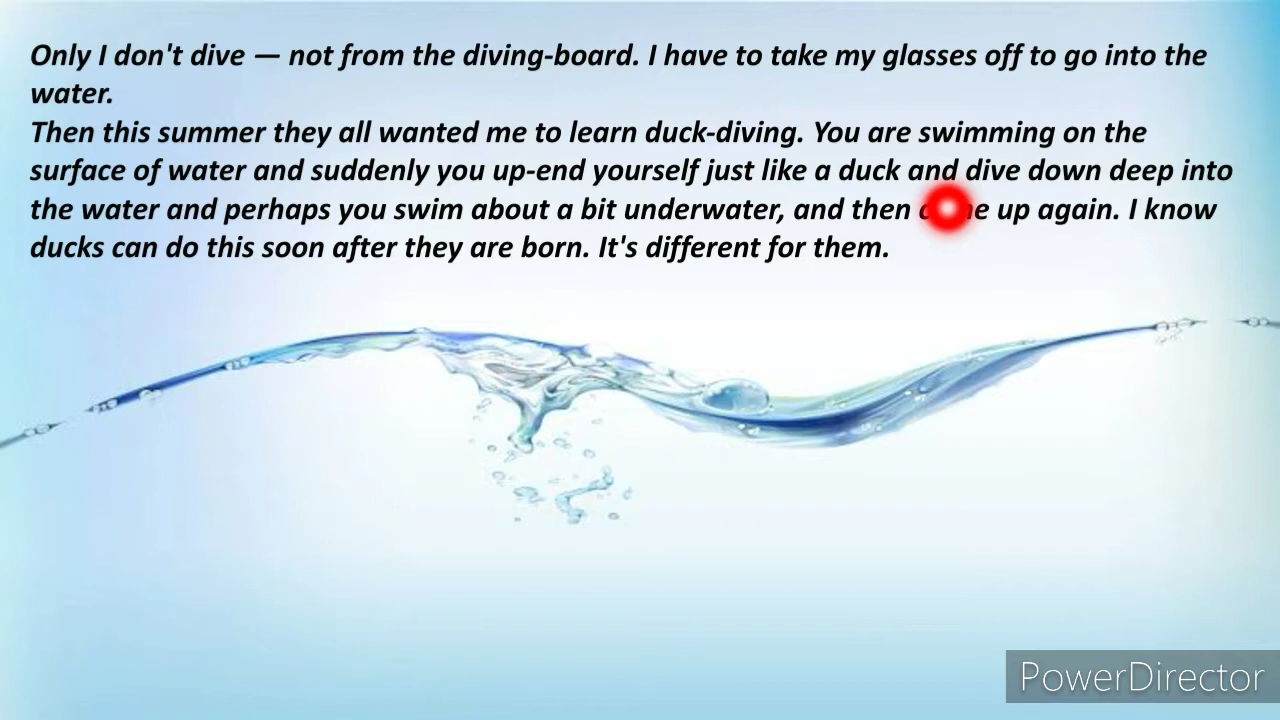 Only I don't dive — not from the diving-board. I have to take my glasses off to go into the
water.
Then this summer they all wanted me to learn duck-diving. You are swimming on the
surface of water and suddenly you up-end yourself just like a duck and dive down deep into
the water and perhaps you swim about a bit underwater, and then up again. I know
ducks can do this soon after they are born. It's different for them.
PowerDirector